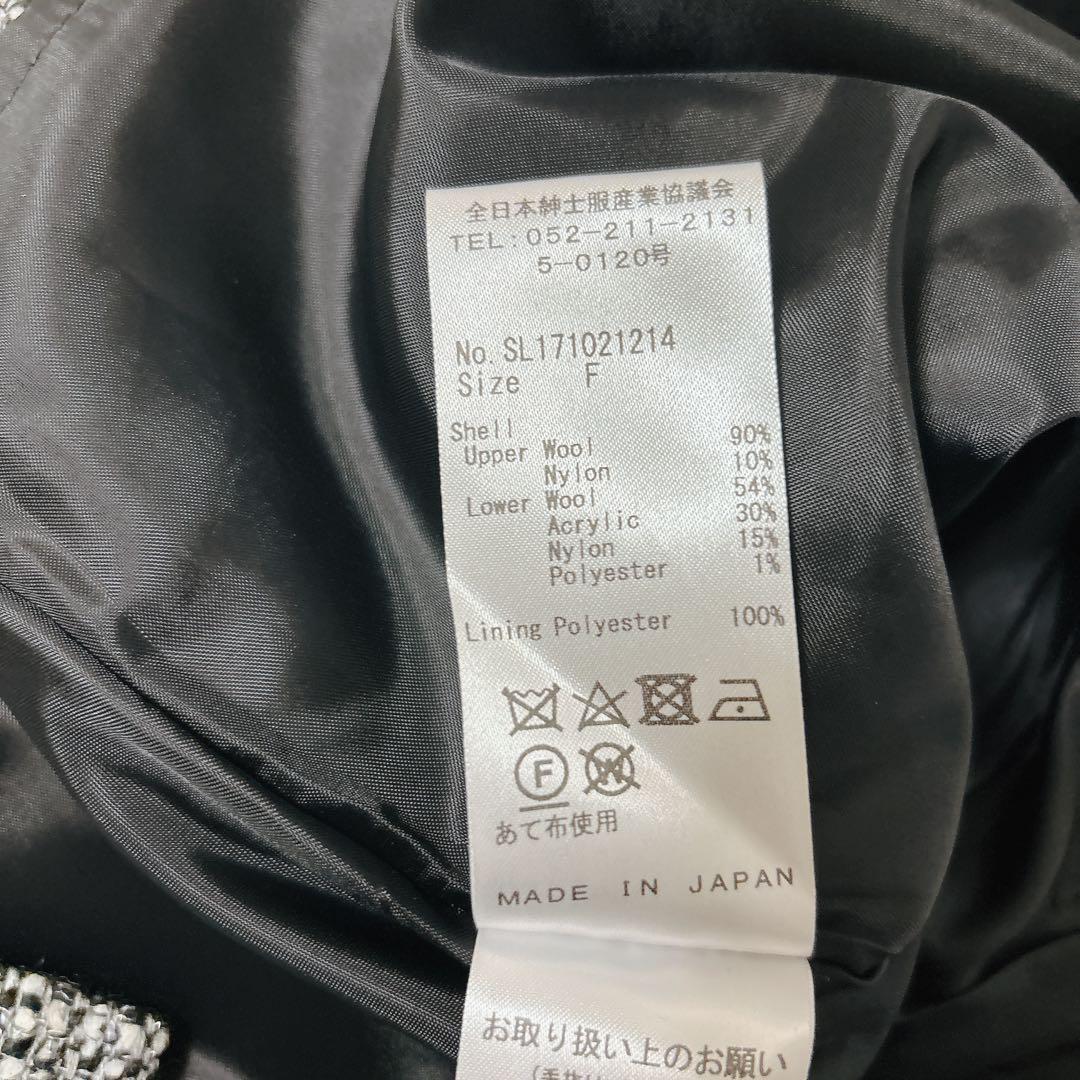 全日本紳士服産業協議会
TEL:052-211-2131
5-0120号
No. SL171021214
Size F
Shell
Upper Wool 90%
Nylon 10%
Lower Wool 54%
Acrylic 30%
Nylon 15%
Polyester 1%
Lining Polyester 100%
F W
あて布使用
MADE IN JAPAN
お取り扱い上のお願い